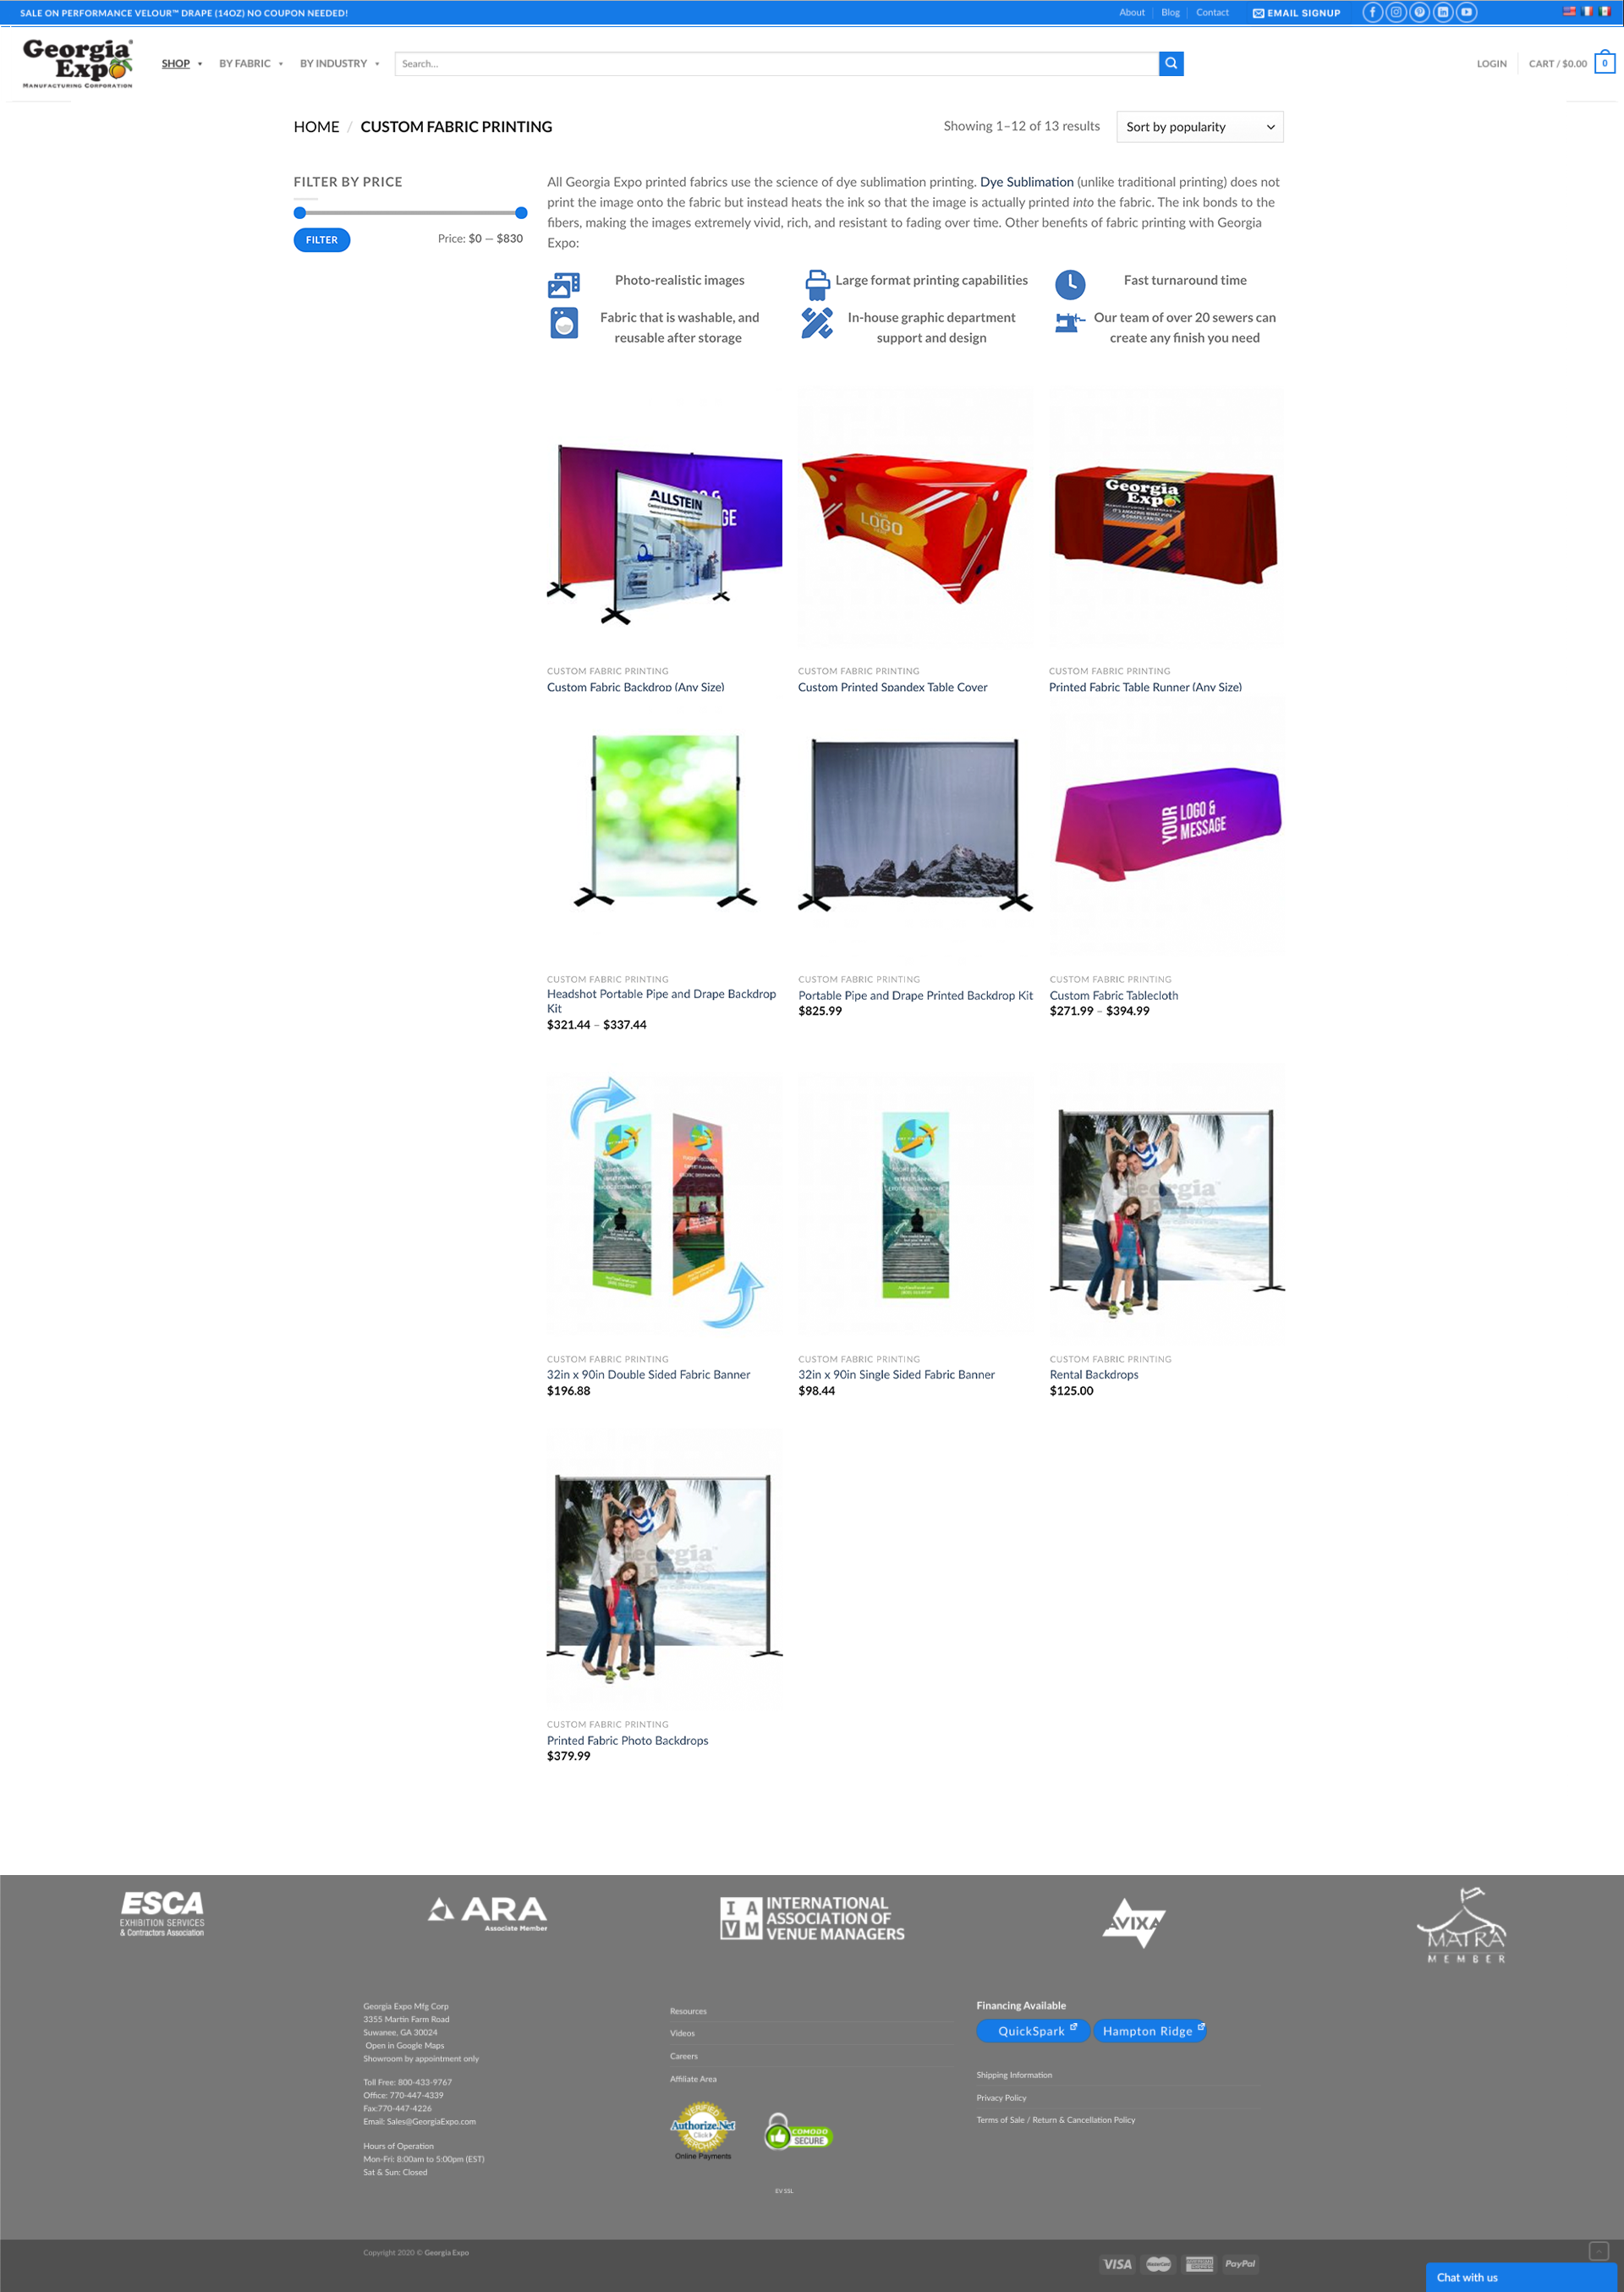 SALE ON PERFORMANCE VELOUR™ DRAPE (14OZ) NO COUPON NEEDED!
About
Blog
Contact
EMAIL SIGNUP
Georgia
Expo
MANUFACTURING CORPORATION
SHOP
BY FABRIC
BY INDUSTRY
Search...
LOGIN
CART / $0.00
0
HOME / CUSTOM FABRIC PRINTING
Showing 1–12 of 13 results
Sort by popularity
FILTER BY PRICE
FILTER
Price: $0 — $830
All Georgia Expo printed fabrics use the science of dye sublimation printing. Dye Sublimation (unlike traditional printing) does not
print the image onto the fabric but instead heats the ink so that the image is actually printed into the fabric. The ink bonds to the
fibers, making the images extremely vivid, rich, and resistant to fading over time. Other benefits of fabric printing with Georgia
Expo:
Photo-realistic images
Large format printing capabilities
Fast turnaround time
Fabric that is washable, and
reusable after storage
In-house graphic department
support and design
Our team of over 20 sewers can
create any finish you need
ALLSTEIN
GE
LOGO
Georgia
Expo
CUSTOM FABRIC PRINTING
Custom Fabric Backdrop (Any Size)
CUSTOM FABRIC PRINTING
Custom Printed Spandex Table Cover
CUSTOM FABRIC PRINTING
Printed Fabric Table Runner (Any Size)
YOUR LOGO &
MESSAGE
CUSTOM FABRIC PRINTING
Headshot Portable Pipe and Drape Backdrop
Kit
$321.44 – $337.44
CUSTOM FABRIC PRINTING
Portable Pipe and Drape Printed Backdrop Kit
$825.99
CUSTOM FABRIC PRINTING
Custom Fabric Tablecloth
$271.99 – $394.99
Georgia
Expo
CUSTOM FABRIC PRINTING
32in x 90in Double Sided Fabric Banner
$196.88
CUSTOM FABRIC PRINTING
32in x 90in Single Sided Fabric Banner
$98.44
CUSTOM FABRIC PRINTING
Rental Backdrops
$125.00
Georgia
Expo
CUSTOM FABRIC PRINTING
Printed Fabric Photo Backdrops
$379.99
ESCA
EXHIBITION SERVICES
& Contractors Association
ARA
Associate Member
IAVM
INTERNATIONAL
ASSOCIATION OF
VENUE MANAGERS
AVIXA
MATRA
MEMBER
Georgia Expo Mfg Corp
3355 Martin Farm Road
Suwanee, GA 30024
Open in Google Maps
Showroom by appointment only
Toll Free: 800-433-9767
Office: 770-447-4339
Fax:770-447-4226
Email: Sales@GeorgiaExpo.com
Hours of Operation
Mon-Fri: 8:00am to 5:00pm (EST)
Sat & Sun: Closed
Resources
Videos
Careers
Affiliate Area
VERIFIED
Authorize.Net
Click
MERCHANT
Online Payments
COMODO
SECURE
EV SSL
Financing Available
QuickSpark
Hampton Ridge
Shipping Information
Privacy Policy
Terms of Sale / Return & Cancellation Policy
Copyright 2020 © Georgia Expo
VISA
MasterCard
AMERICAN EXPRESS
PayPal
Chat with us